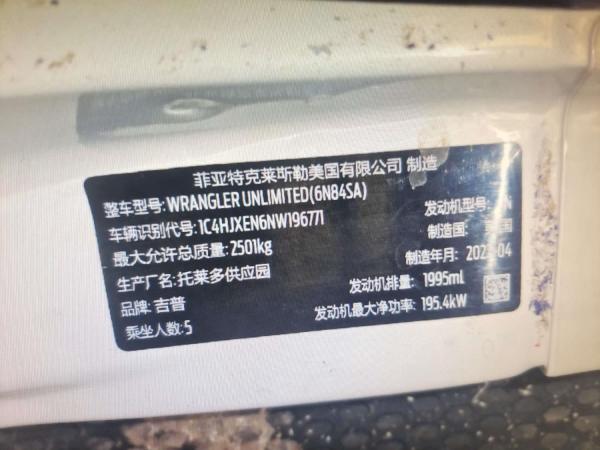 菲亚特克莱斯勒美国有限公司 制造
整车型号: WRANGLER UNLIMITED(6N84SA)
车辆识别代号: 1C4HJXEN6NW196771
发动机型号:
最大允许总质量: 2501kg
制造国: 国
生产厂名: 托莱多供应园
制造年月: 202 -04
品牌: 吉普
发动机排量: 1995mL
乘坐人数: 5
发动机最大净功率: 195.4kW